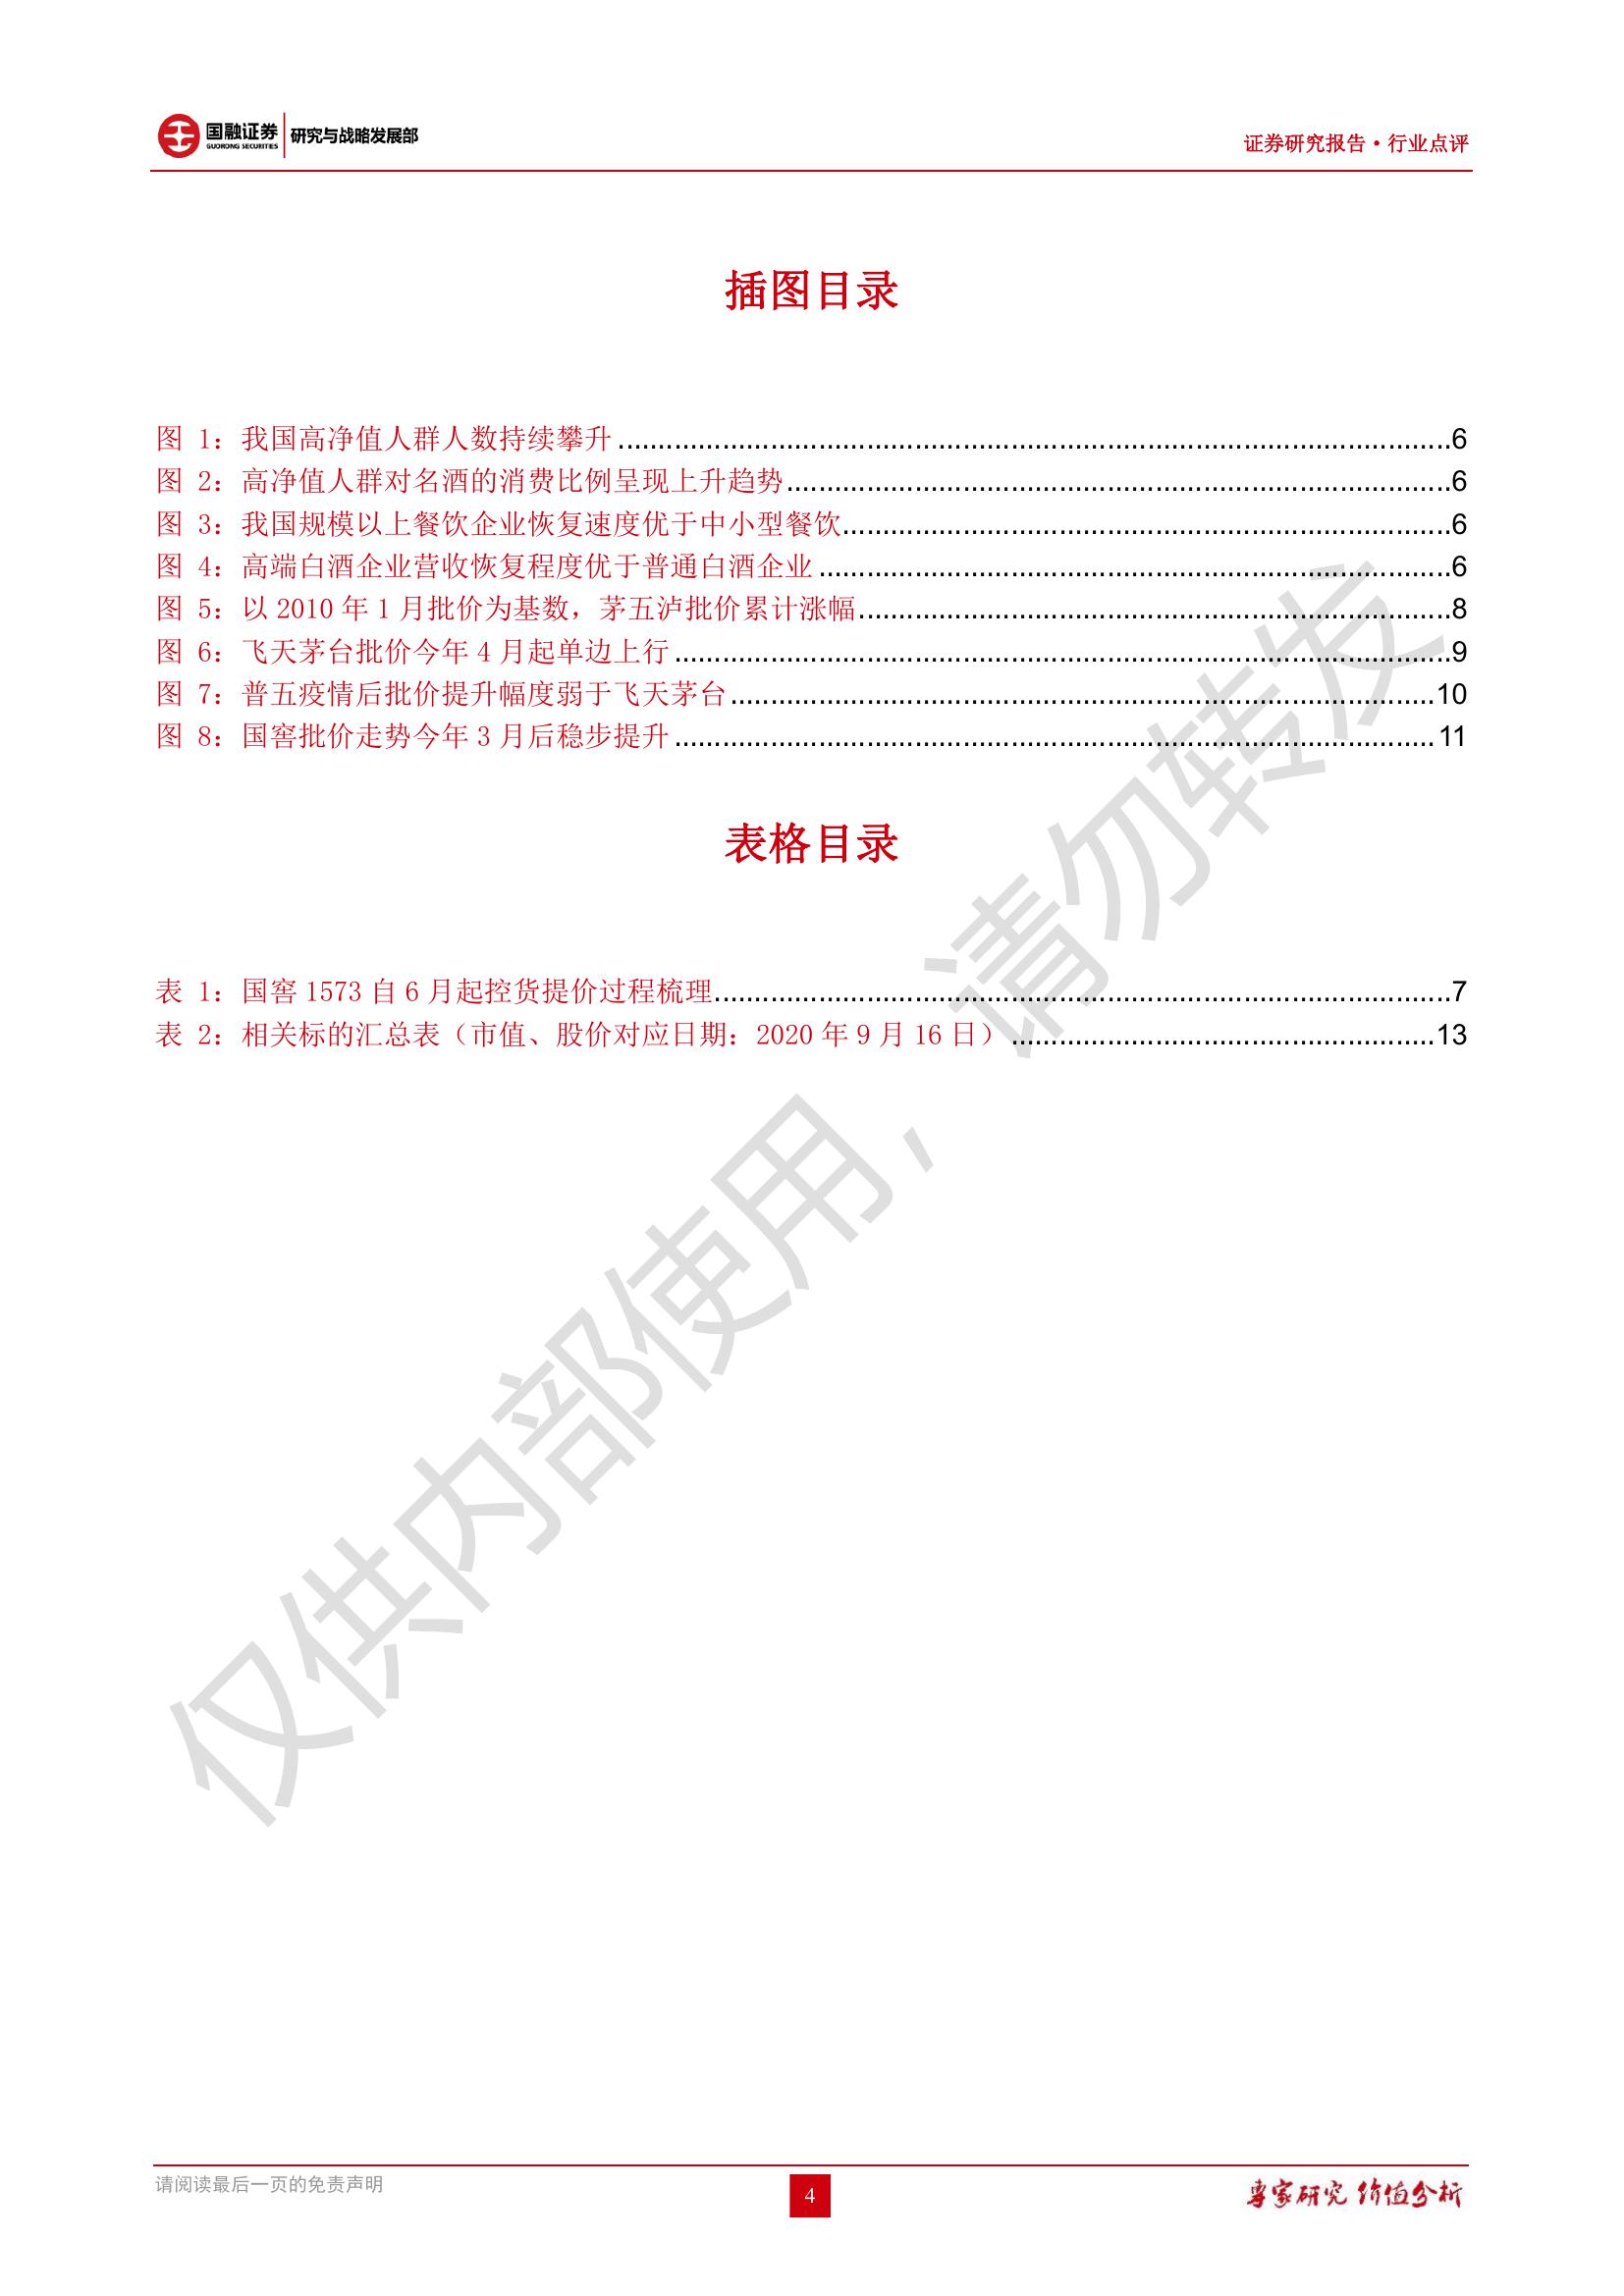 国融证券
GUORONG SECURITIES
研究与战略发展部
证券研究报告·行业点评
插图目录
图 1：我国高净值人群人数持续攀升........................................6
图 2：高净值人群对名酒的消费比例呈现上升趋势........................................6
图 3：我国规模以上餐饮企业恢复速度优于中小型餐饮........................................6
图 4：高端白酒企业营收恢复程度优于普通白酒企业........................................6
图 5：以 2010 年 1 月批价为基数，茅五泸批价累计涨幅........................................8
图 6：飞天茅台批价今年 4 月起单边上行........................................9
图 7：普五疫情后批价提升幅度弱于飞天茅台........................................10
图 8：国窖批价走势今年 3 月后稳步提升........................................11
表格目录
表 1：国窖 1573 自 6 月起控货提价过程梳理........................................7
表 2：相关标的汇总表（市值、股价对应日期：2020 年 9 月 16 日）........................................13
仅供内部使用，请勿转发
请阅读最后一页的免责声明
4
专家研究 价值分析